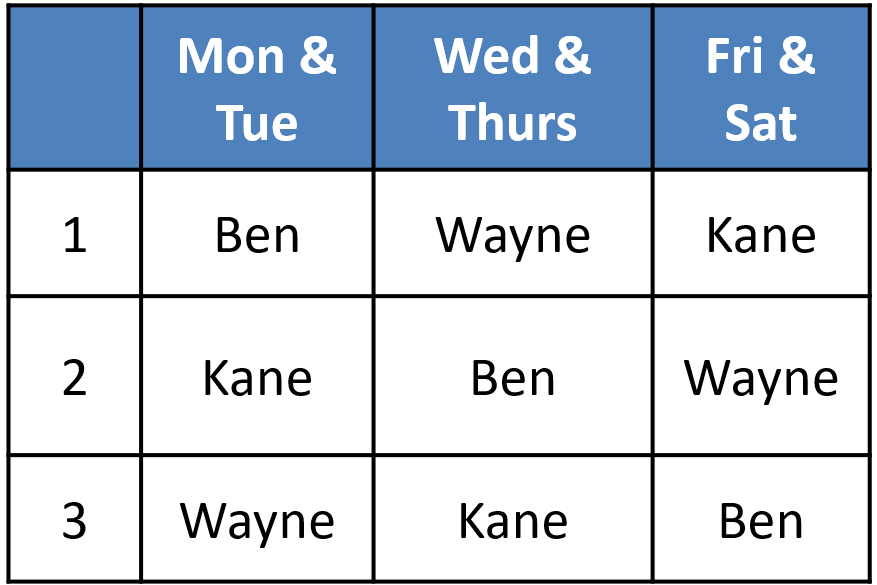 Mon &
Tue
Wed &
Thurs
Fri &
Sat
1 Ben Wayne Kane
2 Kane Ben Wayne
3 Wayne Kane Ben